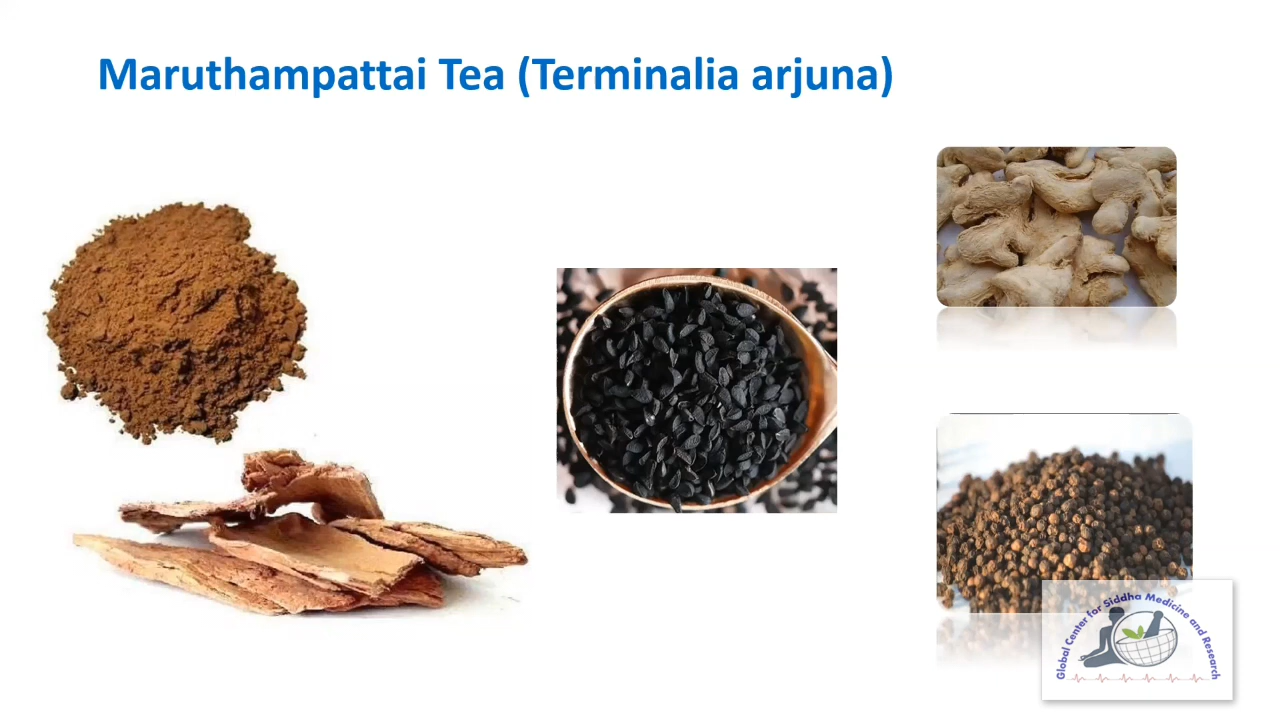 Maruthampattai Tea (Terminalia arjuna)
Global Center for Siddha Medicine and Research